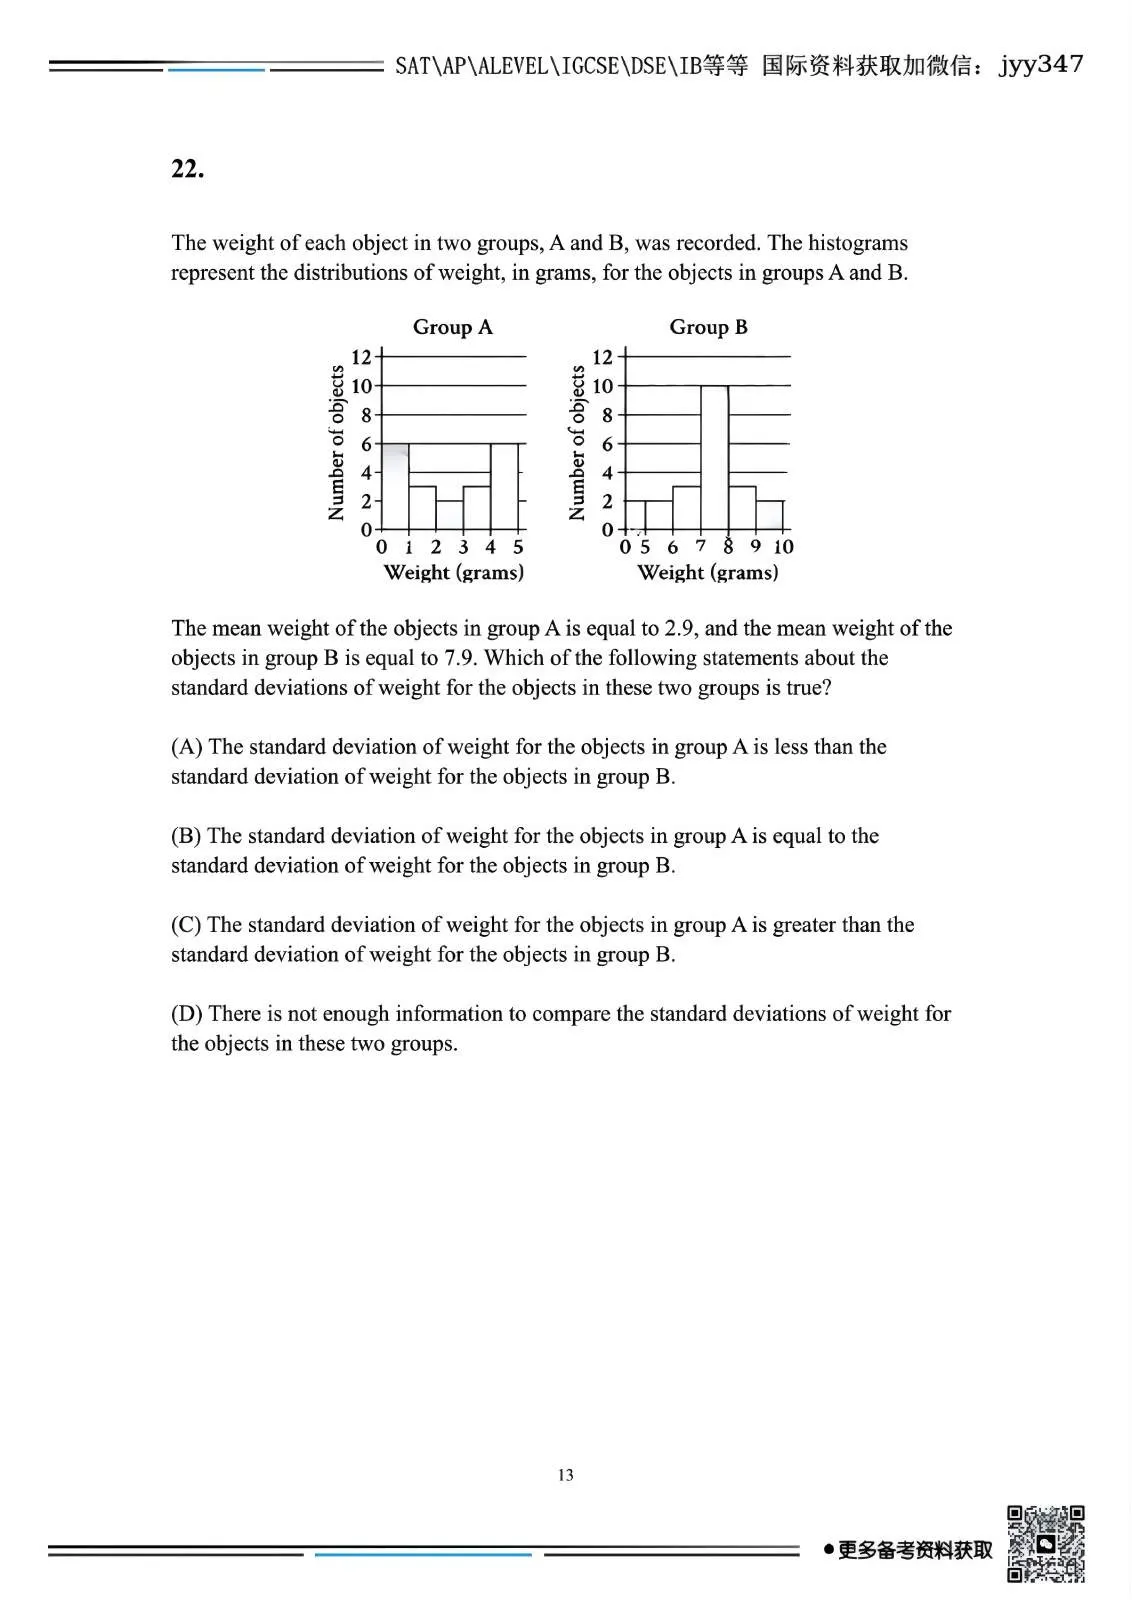 SAT\AP\ALEVEL\IGCSE\DSE\IB等等 国际资料获取加微信：jyy347
22.
The weight of each object in two groups, A and B, was recorded. The histograms
represent the distributions of weight, in grams, for the objects in groups A and B.
Group A
Number of objects
12
10
8
6
4
2
0
0 1 2 3 4 5
Weight (grams)
Group B
Number of objects
12
10
8
6
4
2
0
0 5 6 7 8 9 10
Weight (grams)
The mean weight of the objects in group A is equal to 2.9, and the mean weight of the
objects in group B is equal to 7.9. Which of the following statements about the
standard deviations of weight for the objects in these two groups is true?
(A) The standard deviation of weight for the objects in group A is less than the
standard deviation of weight for the objects in group B.
(B) The standard deviation of weight for the objects in group A is equal to the
standard deviation of weight for the objects in group B.
(C) The standard deviation of weight for the objects in group A is greater than the
standard deviation of weight for the objects in group B.
(D) There is not enough information to compare the standard deviations of weight for
the objects in these two groups.
13
●更多备考资料获取